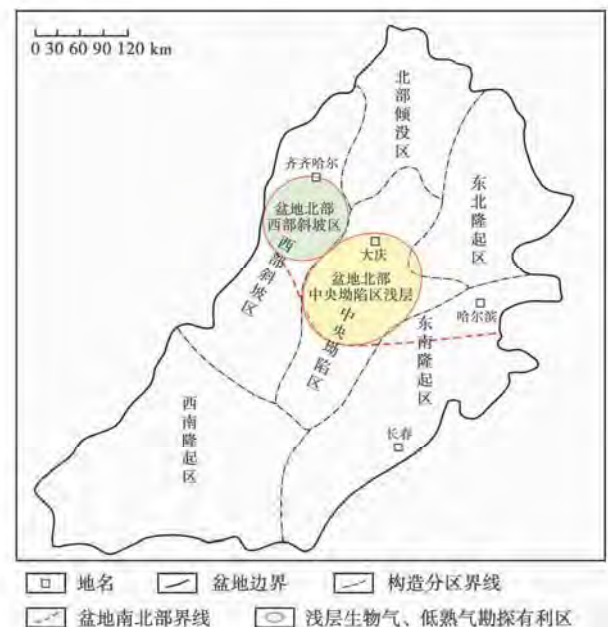 0 30 60 90 120 km
北部倾没区
齐齐哈尔
盆地北部
西部斜坡区
东北隆起区
大庆
西部斜坡区
盆地北部
中央坳陷区浅层
哈尔滨
中央坳陷区
东南隆起区
西南隆起区
长春
地名 盆地边界 构造分区界线
盆地南北部界线 浅层生物气、低熟气勘探有利区